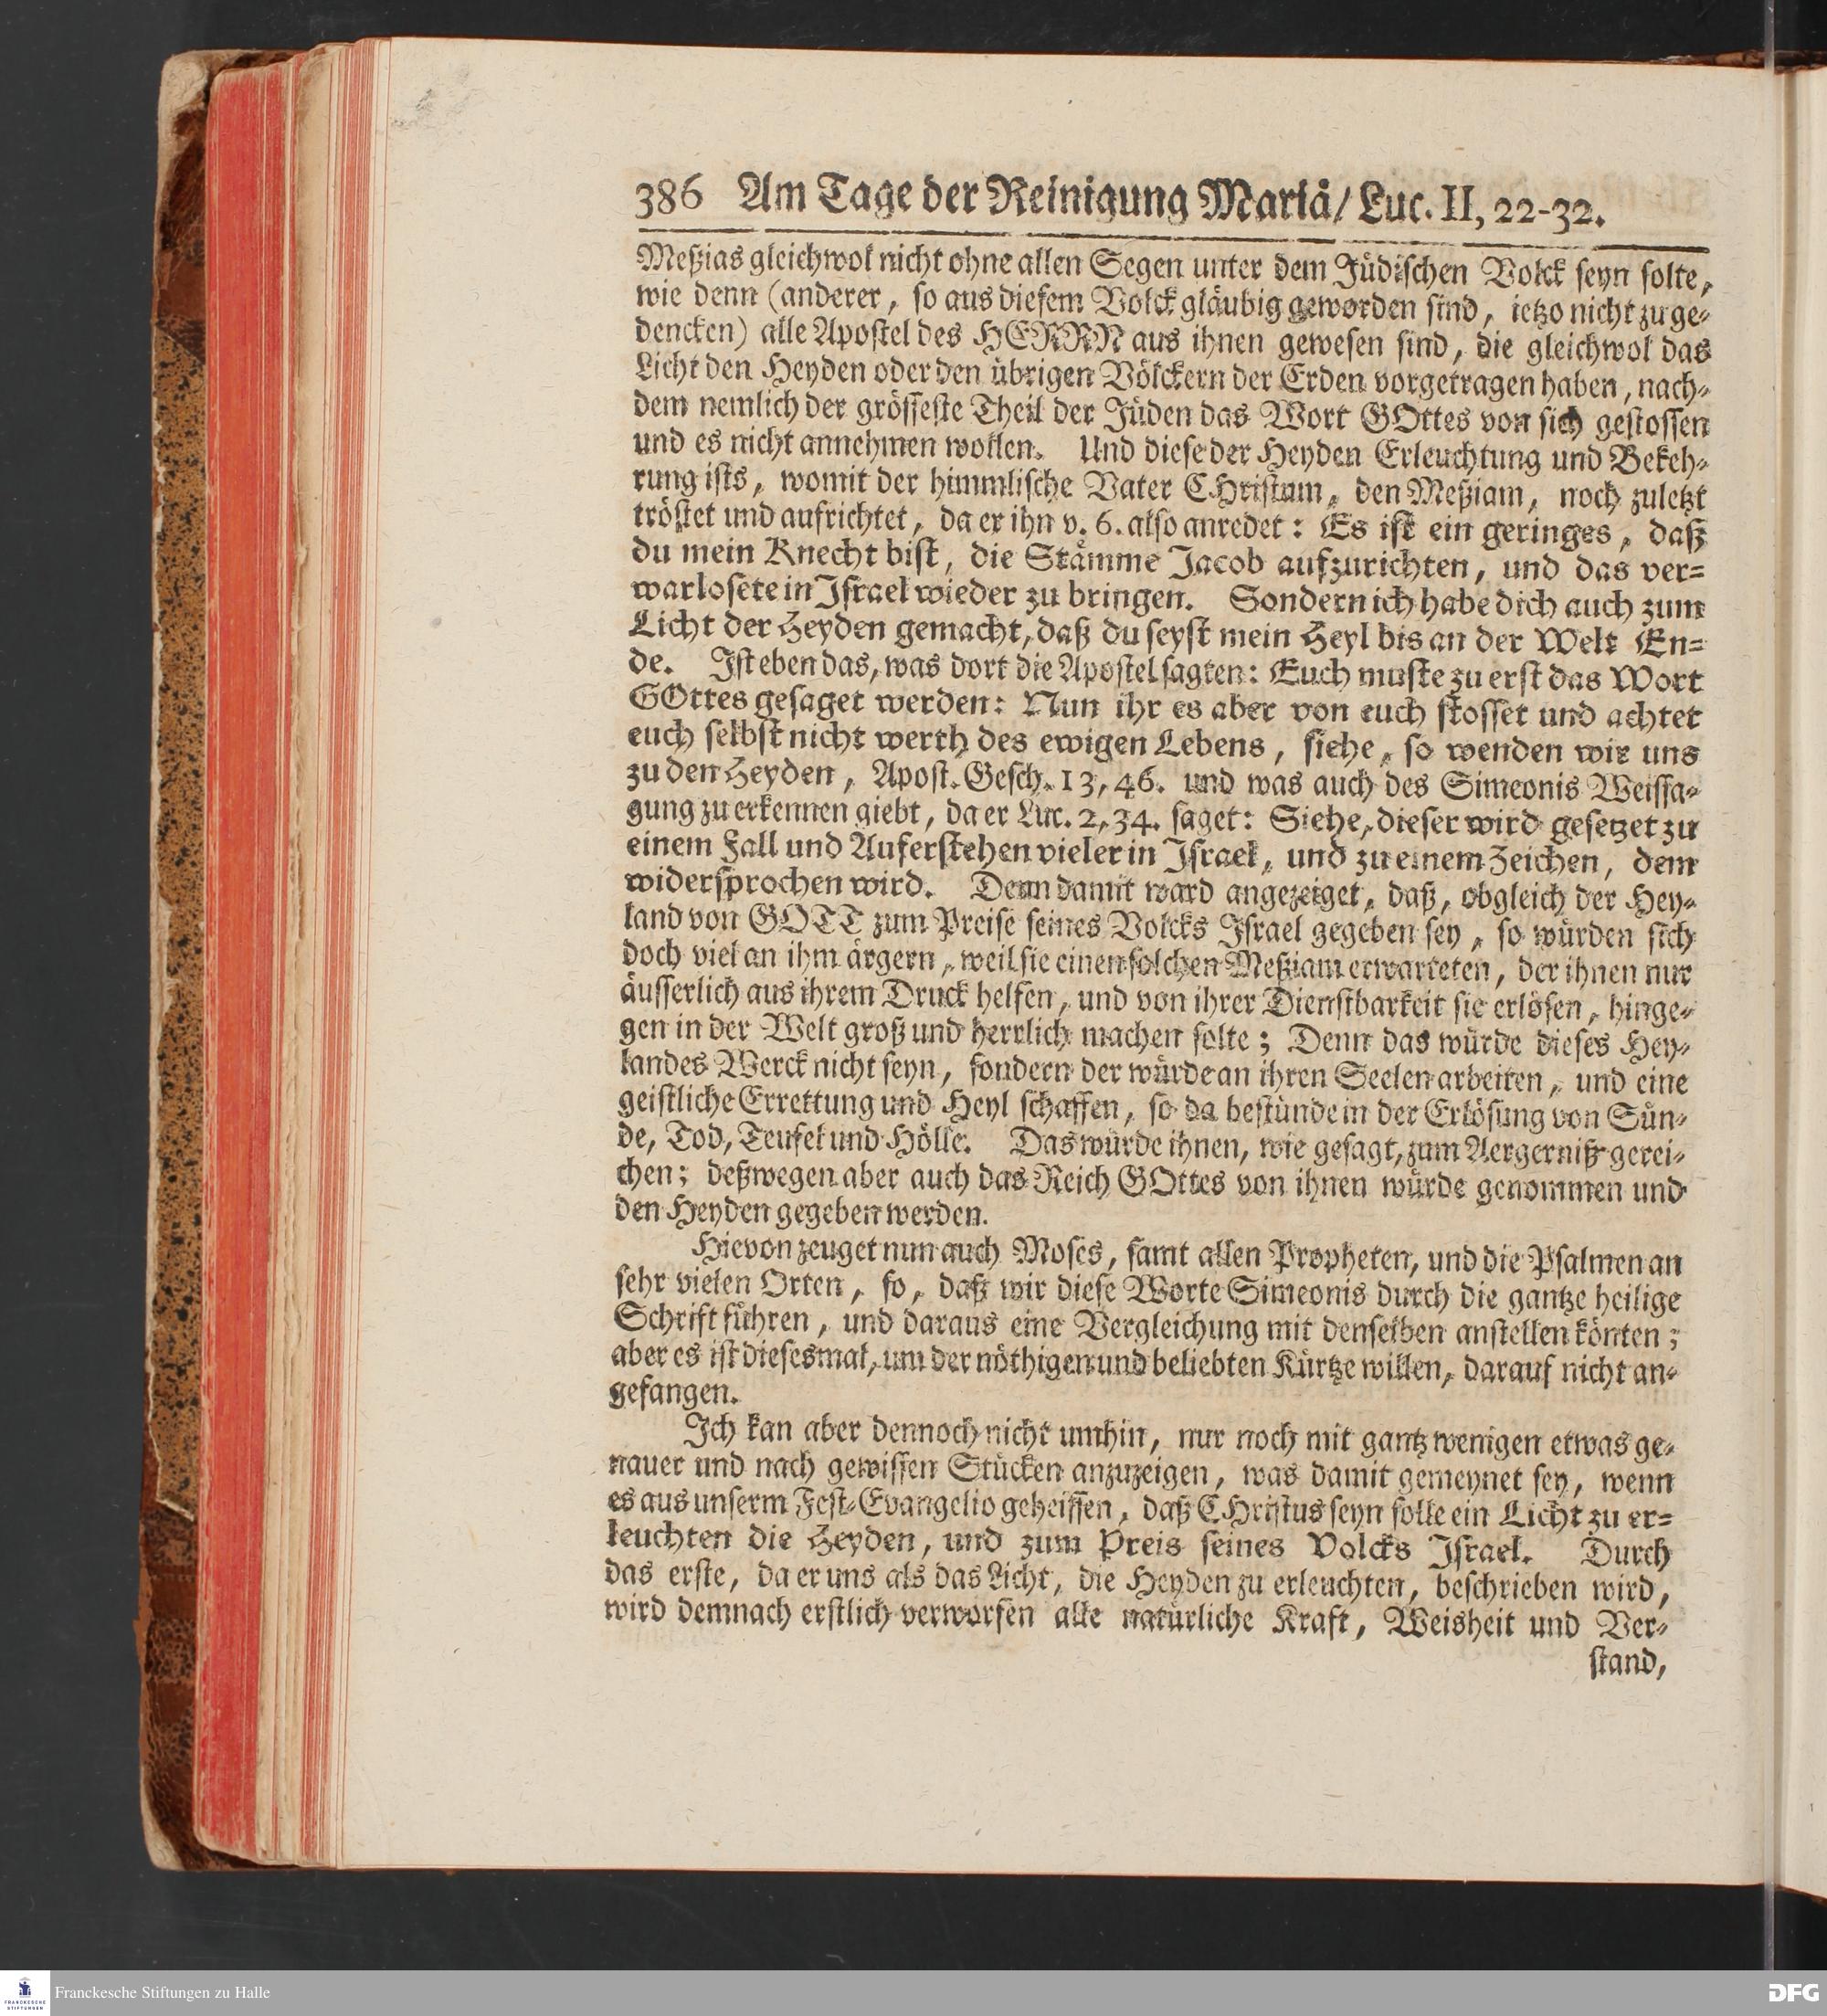 386 Am Tage der Reinigung Mariä/ Luc. II, 22-32.
Meßias gleichwol nicht ohne allen Segen unter dem Jüdischen Volck seyn solte,
wie denn (anderer, so aus diesem Volck gläubig geworden sind, ietzo nicht zu ge-
dencken) alle Apostel des HERRN aus ihnen gewesen sind, die gleichwol das
Licht den Heyden oder den übrigen Völckern der Erden vorgetragen haben, nach-
dem nemlich der grösseste Theil der Jüden das Wort GOttes von sich gestossen
und es nicht annehmen wollen. Und diese der Heyden Erleuchtung und Bekeh-
rung ists, womit der himmlische Vater CHristum, den Meßiam, noch zuletzt
tröstet und aufrichtet, da er ihn v. 6. also anredet: Es ist ein geringes, daß
du mein Knecht bist, die Stämme Jacob aufzurichten, und das ver-
warlosete in Israel wieder zu bringen. Sondern ich habe dich auch zum
Licht der Heyden gemacht, daß du seyst mein Heyl bis an der Welt En-
de. Ist eben das, was dort die Apostel sagten: Euch muste zu erst das Wort
GOttes gesaget werden: Nun ihr es aber von euch stosset und achtet
euch selbst nicht werth des ewigen Lebens, siehe, so wenden wir uns
zu den Heyden, Apost. Gesch. 13, 46. und was auch des Simeonis Weissa-
gung zu erkennen giebt, da er Luc. 2, 34. saget: Siehe, dieser wird gesetzet zu
einem Fall und Auferstehen vieler in Israel, und zu einem Zeichen, dem
widersprochen wird. Denn damit ward angezeiget, daß, obgleich der Hey-
land von GOTT zum Preise seines Volcks Israel gegeben sey, so würden sich
doch viel an ihm ärgern, weil sie einen solchen Meßiam erwarteten, der ihnen nur
äusserlich aus ihrem Druck helfen, und von ihrer Dienstbarkeit sie erlösen, hinge-
gen in der Welt groß und herrlich machen solte; Denn das würde dieses Hey-
landes Werck nicht seyn, sondern der würde an ihren Seelen arbeiten, und eine
geistliche Errettung und Heyl schaffen, so da bestünde in der Erlösung von Sün-
de, Tod, Teufel und Hölle. Das würde ihnen, wie gesagt, zum Aergerniß gerei-
chen; deßwegen aber auch das Reich GOttes von ihnen würde genommen und
den Heyden gegeben werden.
Hievon zeuget nun auch Moses, samt allen Propheten, und die Psalmen an
sehr vielen Orten, so, daß wir diese Worte Simeonis durch die gantze heilige
Schrift führen, und daraus eine Vergleichung mit denselben anstellen könten;
aber es ist diesesmal, um der nöthigen und beliebten Kürtze willen, darauf nicht an-
gefangen.
Ich kan aber dennoch nicht umhin, nur noch mit gantz wenigen etwas ge-
nauer und nach gewissen Stücken anzuzeigen, was damit gemeynet sey, wenn
es aus unserm Fest-Evangelio geheissen, daß CHristus seyn solle ein Licht zu er-
leuchten die Heyden, und zum Preis seines Volcks Israel. Durch
das erste, da er uns als das Licht, die Heyden zu erleuchten, beschrieben wird,
wird demnach erstlich verworfen alle natürliche Kraft, Weisheit und Ver-
stand,
FRANCKESCHE STIFTUNGEN
Franckesche Stiftungen zu Halle
DFG